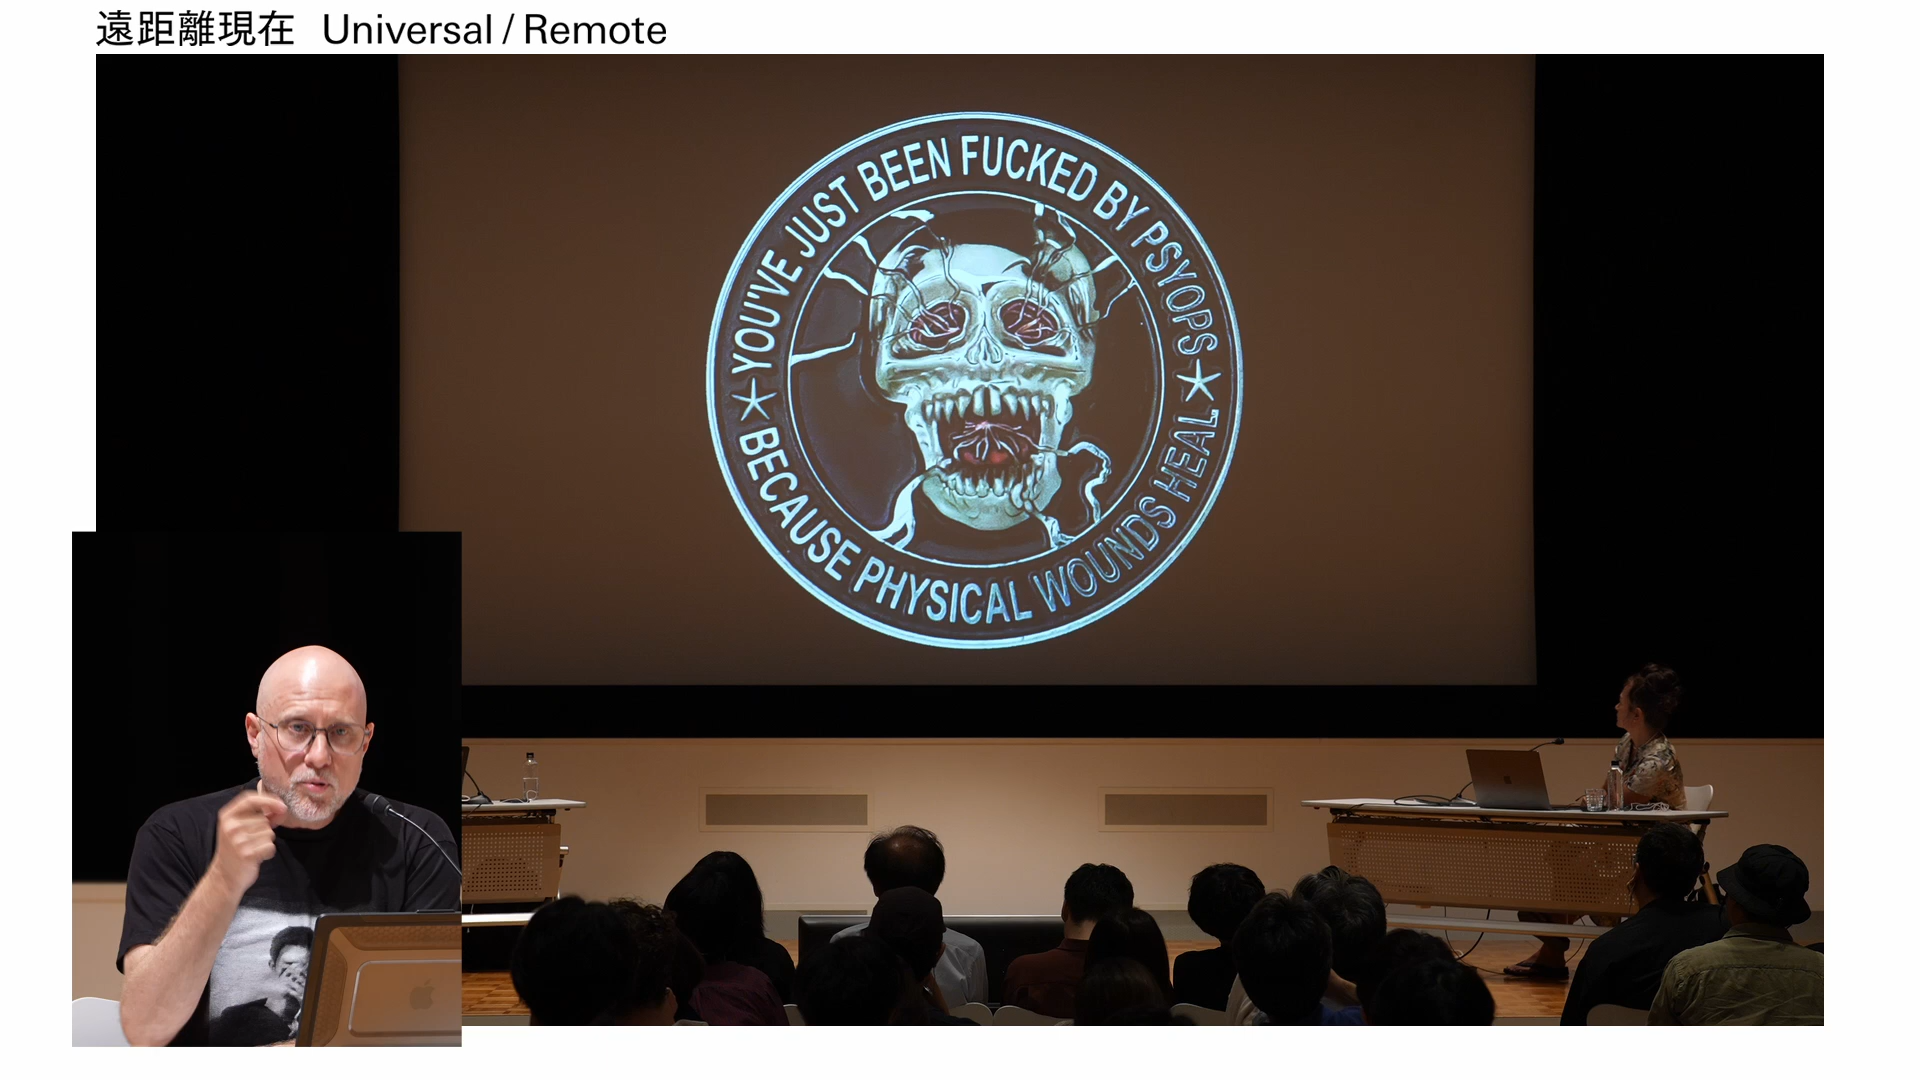 遠距離現在 Universal / Remote
YOU'VE JUST BEEN FUCKED BY PSYOPS
BECAUSE PHYSICAL WOUNDS HEAL